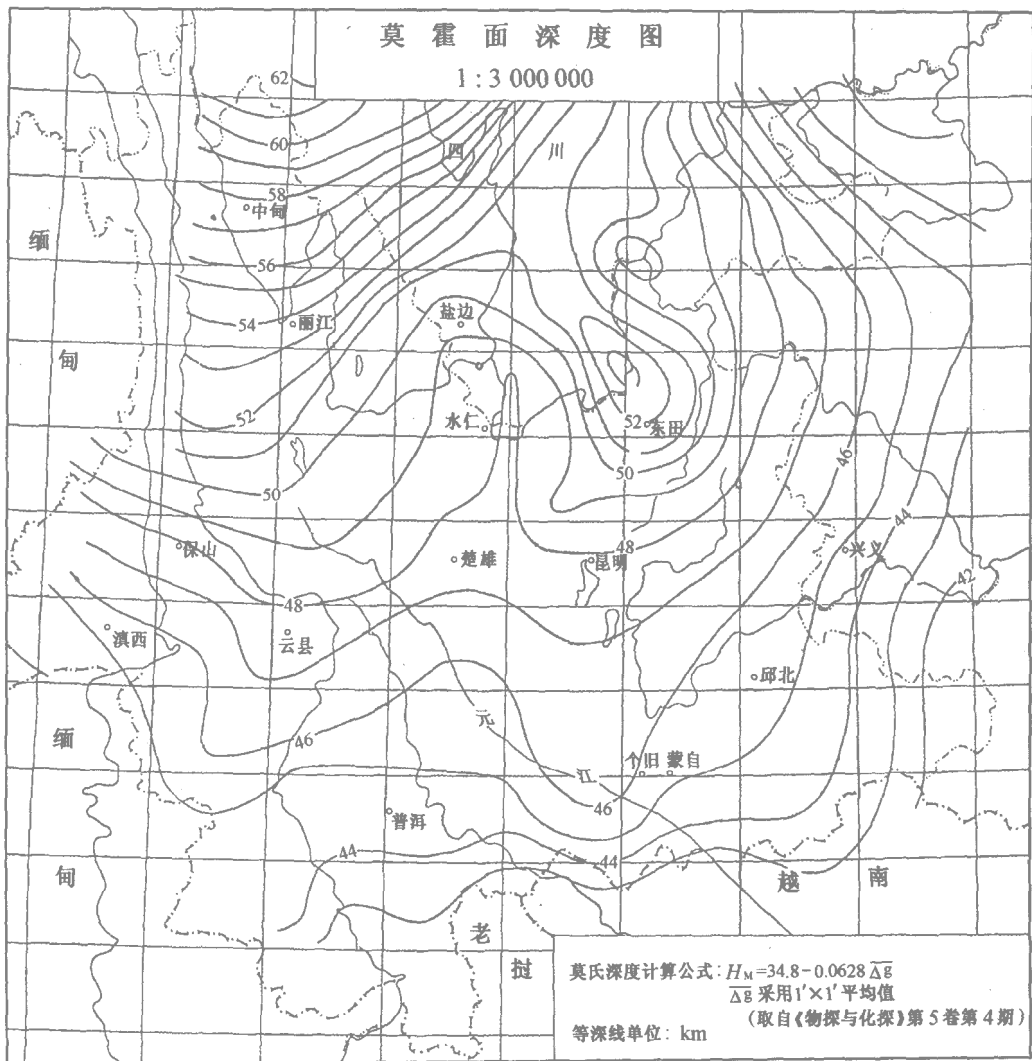 莫霍面深度图
1:3 000 000
62
60
四 川
58
中甸
缅
56
54
丽江
盐边
甸
52
水仁
52
东田
50
50
46
44
48
保山
楚雄
昆明
兴义
42
48
滇西
云县
邱北
元
缅
46
个旧 蒙自
江
46
普洱
44
44
甸
越 南
老
挝
莫氏深度计算公式: H_M=34.8-0.0628 Δg
Δg 采用1′×1′平均值
(取自《物探与化探》第5卷第4期)
等深线单位: km